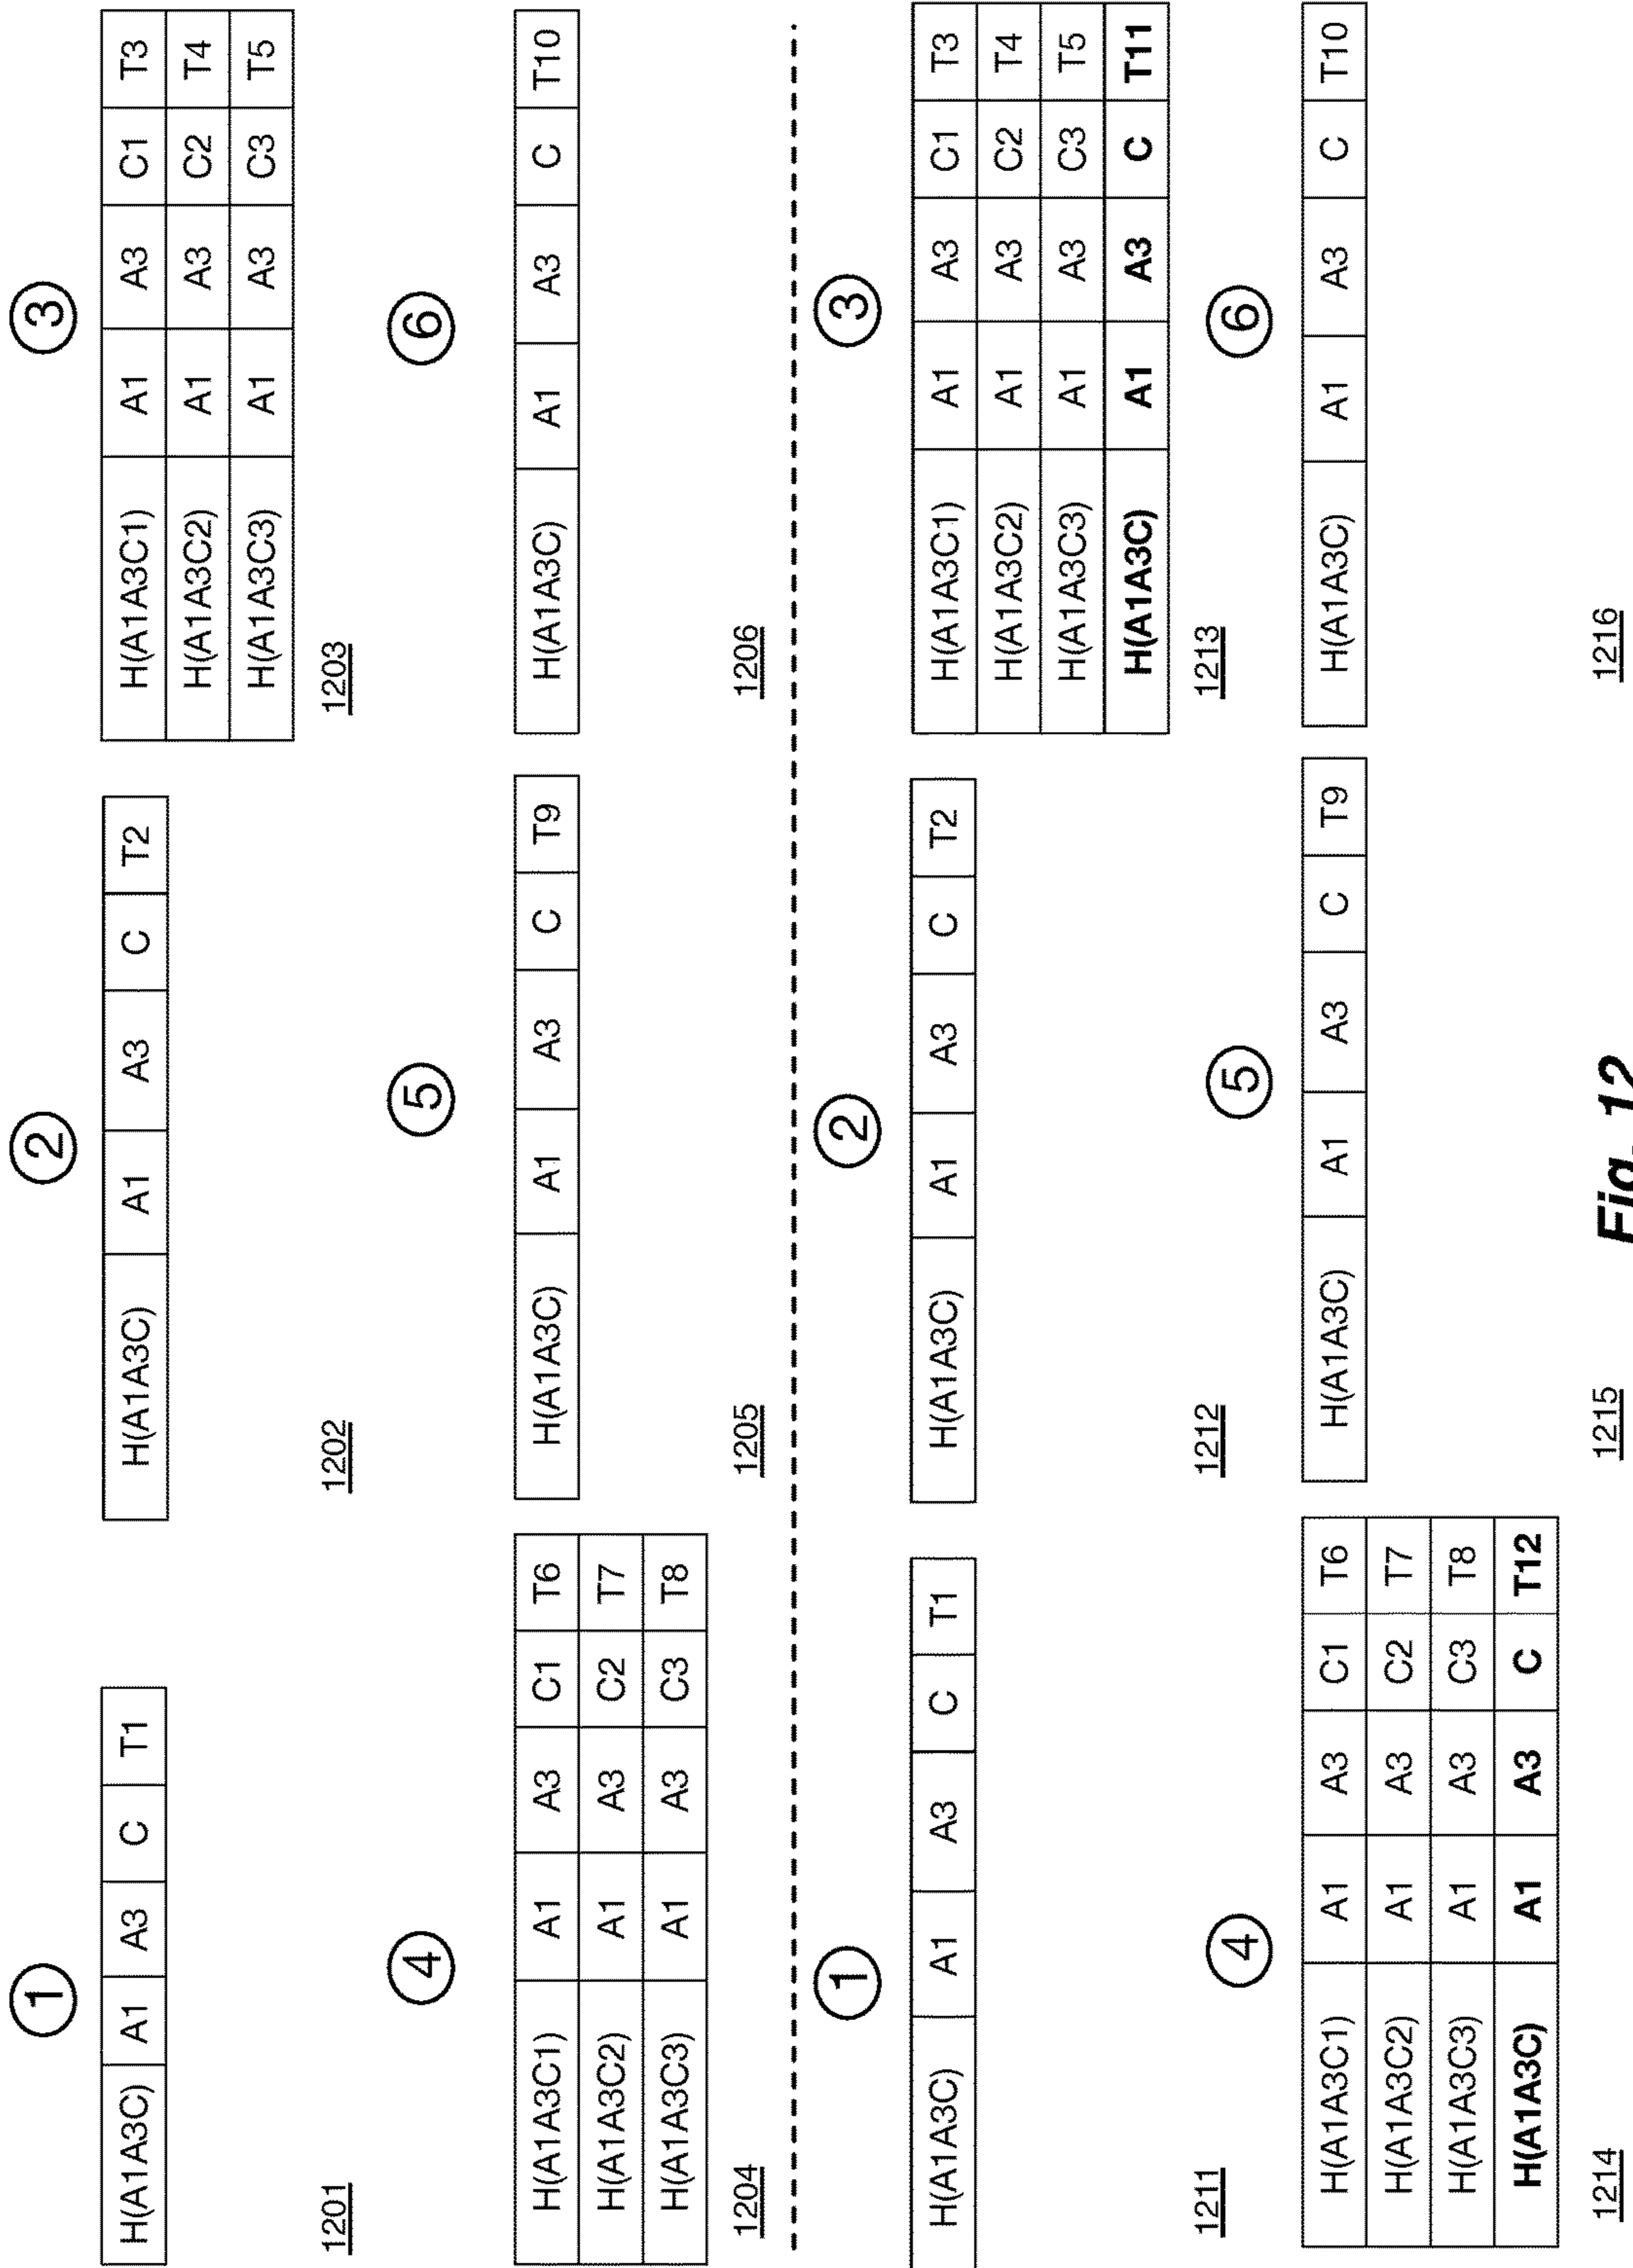 1 2 3
H(A1A3C) A1 A3 C T1
H(A1A3C) A1 A3 C T2
H(A1A3C1) A1 A3 C1 T3
H(A1A3C2) A1 A3 C2 T4
H(A1A3C3) A1 A3 C3 T5
1201 1202 1203
4 5 6
H(A1A3C1) A1 A3 C1 T6
H(A1A3C2) A1 A3 C2 T7
H(A1A3C3) A1 A3 C3 T8
H(A1A3C) A1 A3 C T9
H(A1A3C) A1 A3 C T10
1204 1205 1206
1 2 3
H(A1A3C) A1 A3 C T1
H(A1A3C) A1 A3 C T2
H(A1A3C1) A1 A3 C1 T3
H(A1A3C2) A1 A3 C2 T4
H(A1A3C3) A1 A3 C3 T5
H(A1A3C) A1 A3 C T11
1211 1212 1213
4 5 6
H(A1A3C1) A1 A3 C1 T6
H(A1A3C2) A1 A3 C2 T7
H(A1A3C3) A1 A3 C3 T8
H(A1A3C) A1 A3 C T12
H(A1A3C) A1 A3 C T9
H(A1A3C) A1 A3 C T10
1214 1215 1216
Fig. 12